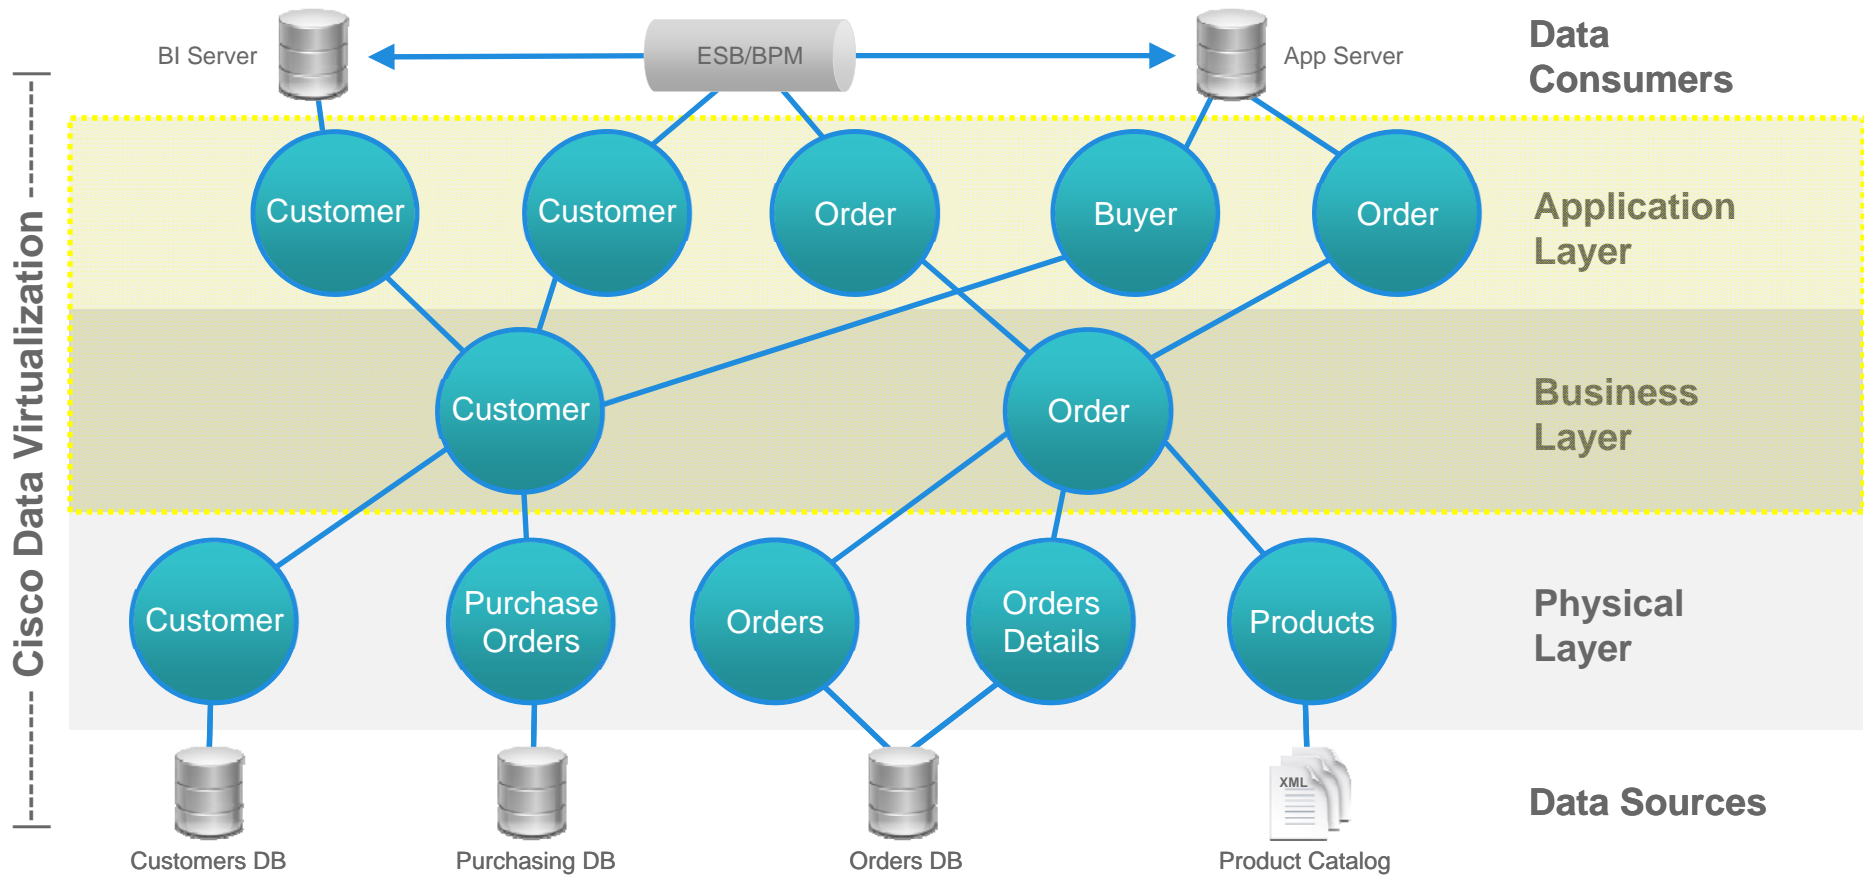 BI Server
ESB/BPM
App Server
Data
Consumers
Customer
Customer
Order
Buyer
Order
Application
Layer
Customer
Order
Business
Layer
Customer
Purchase
Orders
Orders
Orders
Details
Products
Physical
Layer
XML
Data Sources
Customers DB
Purchasing DB
Orders DB
Product Catalog
|---------- Cisco Data Virtualization ----------|